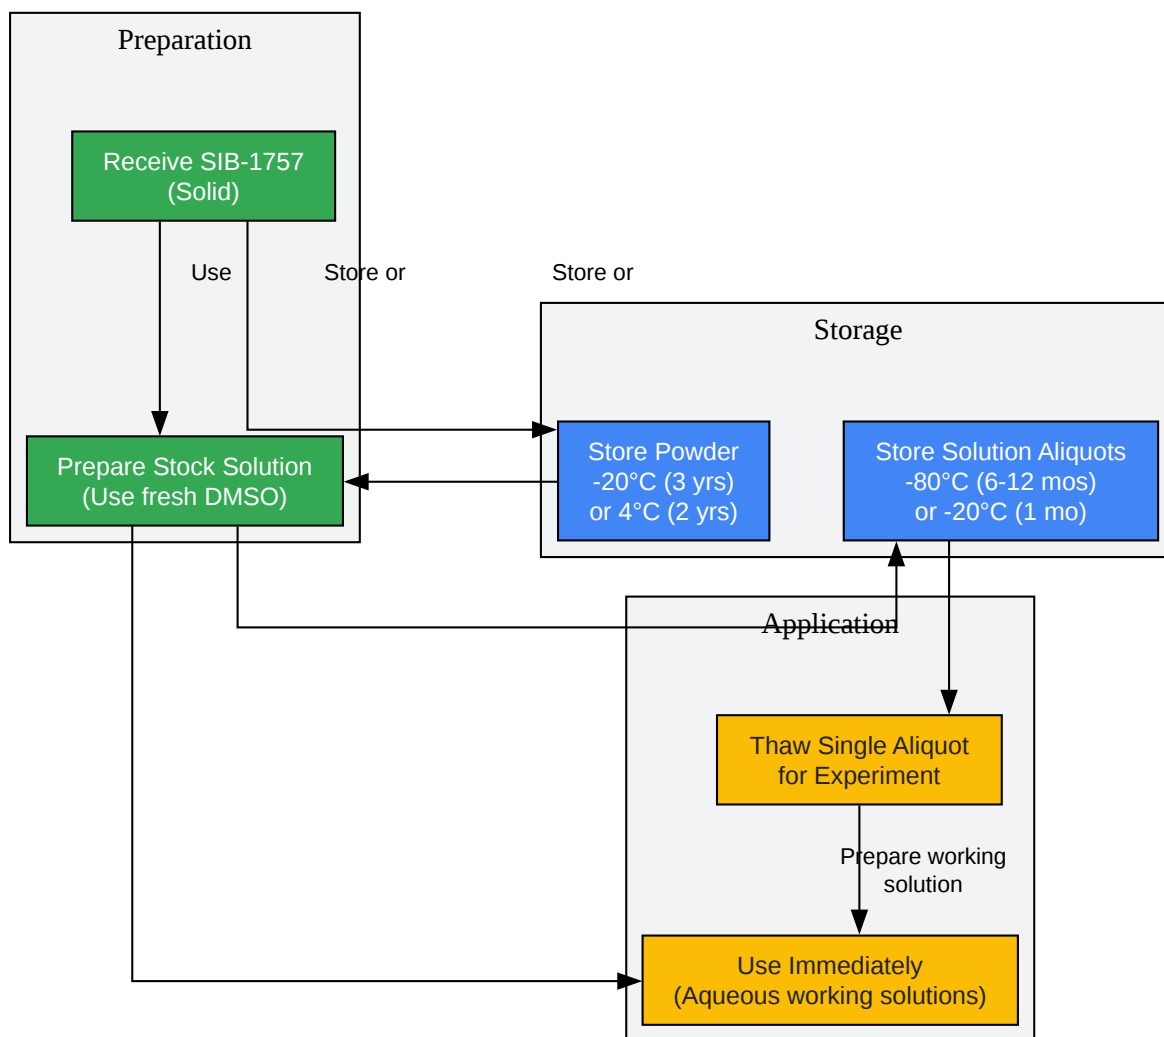 Preparation
Receive SIB-1757
(Solid)
Use
Store or
Store or
Storage
Prepare Stock Solution
(Use fresh DMSO)
Store Powder
-20°C (3 yrs)
or 4°C (2 yrs)
Store Solution Aliquots
-80°C (6-12 mos)
or -20°C (1 mo)
Application
Thaw Single Aliquot
for Experiment
Prepare working
solution
Use Immediately
(Aqueous working solutions)